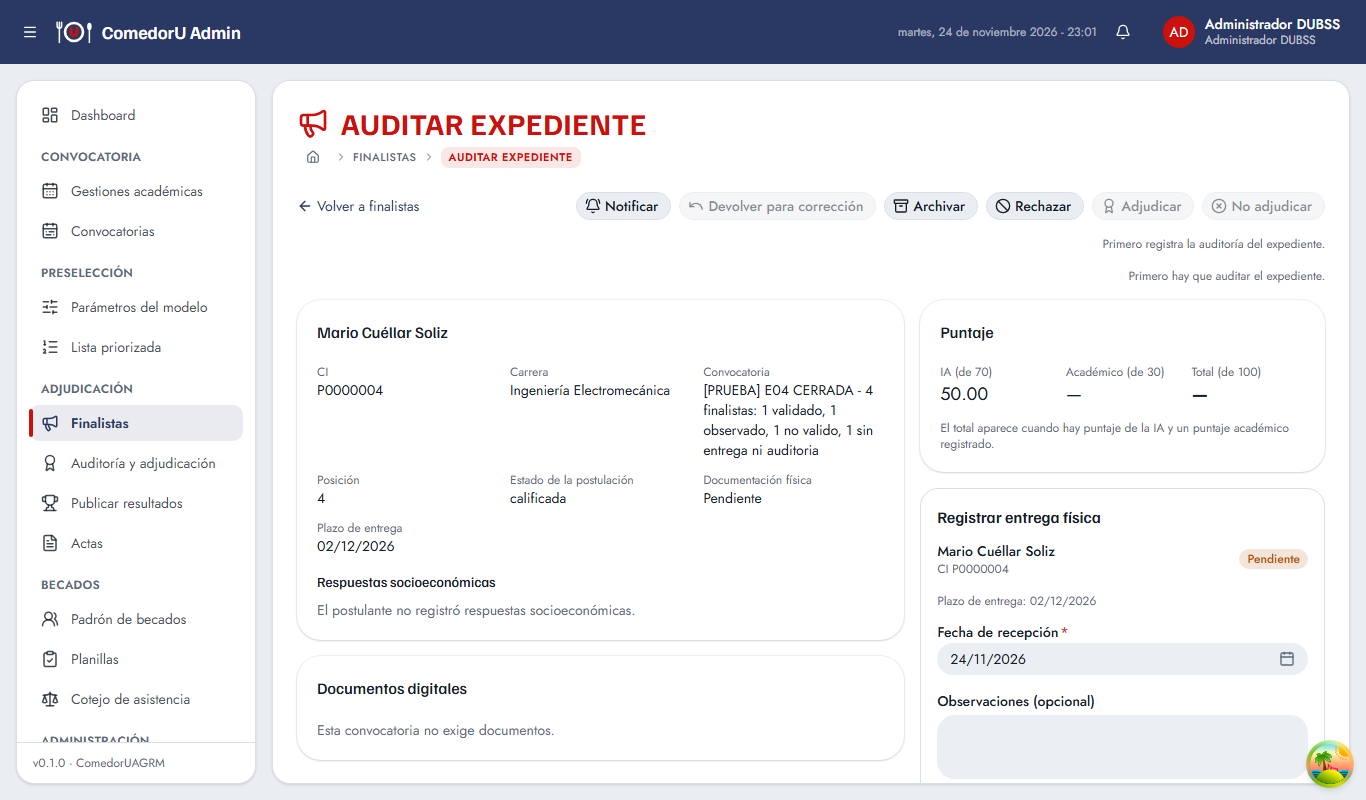 ComedorU Admin
martes, 24 de noviembre 2026 - 23:01
AD
Administrador DUBSS
Administrador DUBSS
Dashboard
CONVOCATORIA
Gestiones académicas
Convocatorias
PRESELECCIÓN
Parámetros del modelo
Lista priorizada
ADJUDICACIÓN
Finalistas
Auditoría y adjudicación
Publicar resultados
Actas
BECADOS
Padrón de becados
Planillas
Cotejo de asistencia
ADMINISTRACIÓN
v0.1.0 · ComedorUAGRM
AUDITAR EXPEDIENTE
FINALISTAS
AUDITAR EXPEDIENTE
Volver a finalistas
Notificar
Devolver para corrección
Archivar
Rechazar
Adjudicar
No adjudicar
Primero registra la auditoría del expediente.
Primero hay que auditar el expediente.
Mario Cuéllar Soliz
CI
P0000004
Carrera
Ingeniería Electromecánica
Convocatoria
[PRUEBA] E04 CERRADA - 4
finalistas: 1 validado, 1
observado, 1 no valido, 1 sin
entrega ni auditoria
Posición
4
Estado de la postulación
calificada
Documentación física
Pendiente
Plazo de entrega
02/12/2026
Respuestas socioeconómicas
El postulante no registró respuestas socioeconómicas.
Documentos digitales
Esta convocatoria no exige documentos.
Puntaje
IA (de 70)
50.00
Académico (de 30)
—
Total (de 100)
—
El total aparece cuando hay puntaje de la IA y un puntaje académico
registrado.
Registrar entrega física
Mario Cuéllar Soliz
CI P0000004
Pendiente
Plazo de entrega: 02/12/2026
Fecha de recepción *
24/11/2026
Observaciones (opcional)